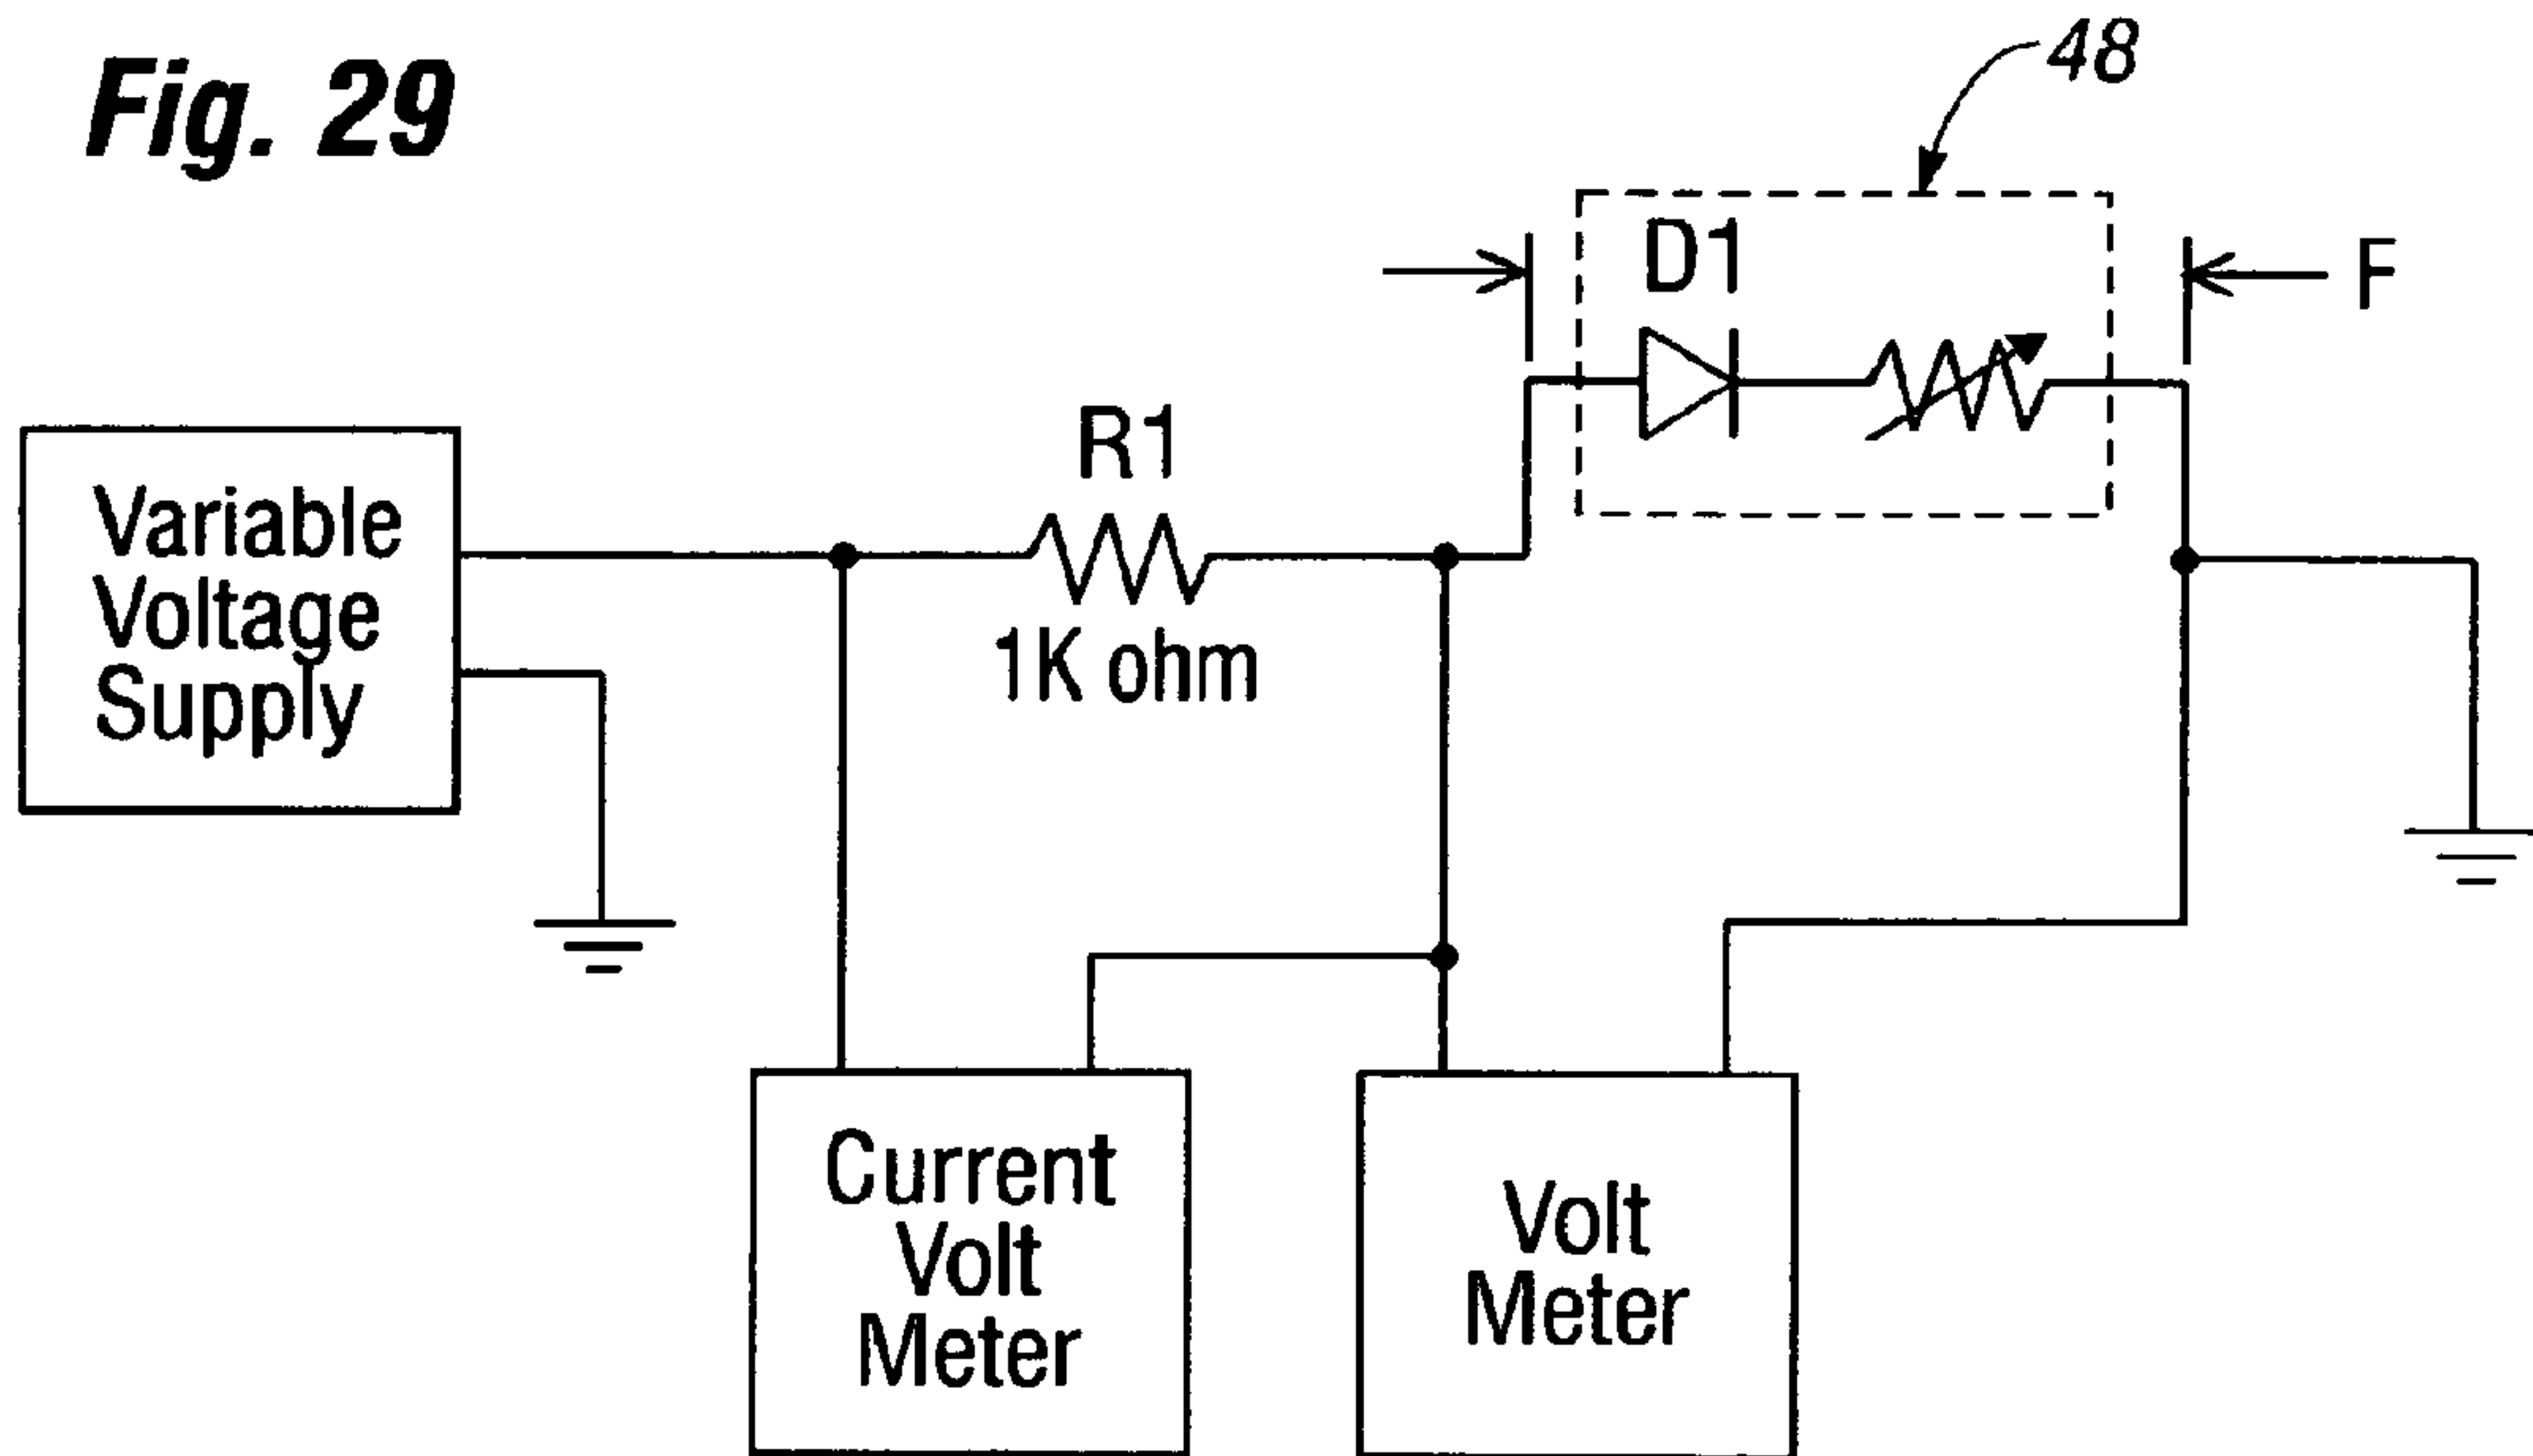 Fig. 29
48
D1
F
R1
1K ohm
Variable
Voltage
Supply
Current
Volt
Meter
Volt
Meter